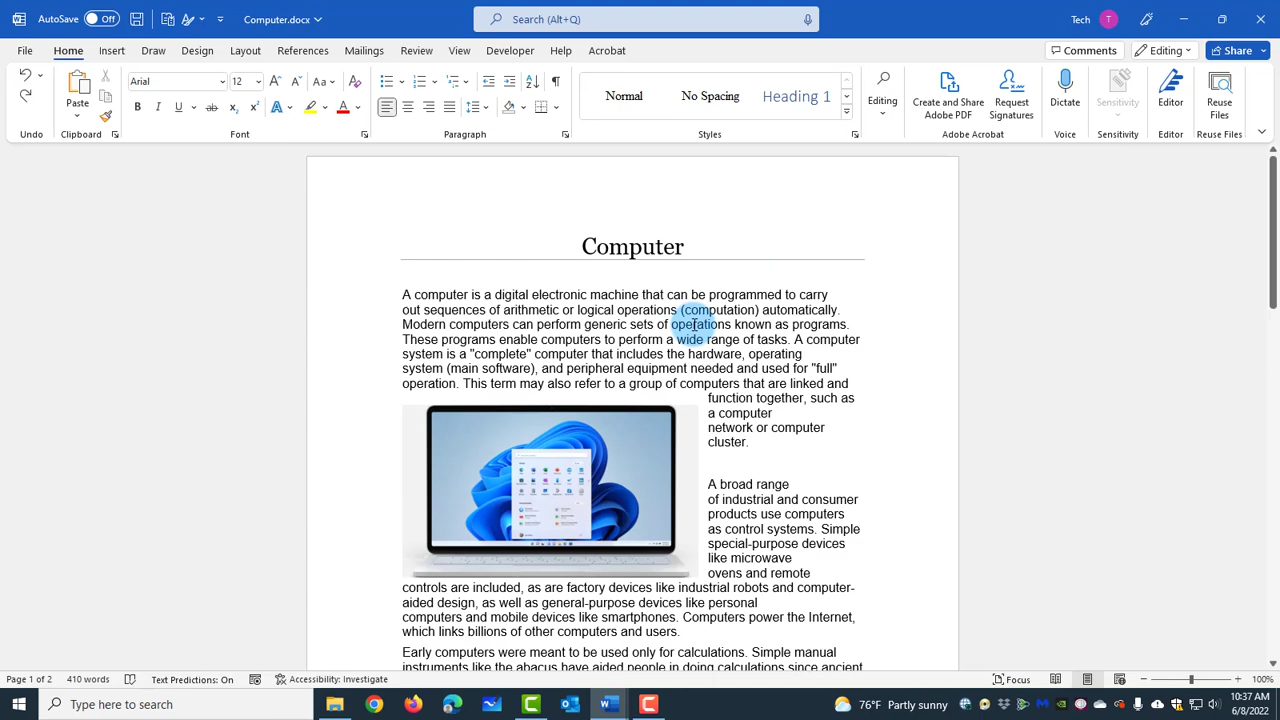 AutoSave Off Computer.docx Search (Alt+Q) Tech T
File Home Insert Draw Design Layout References Mailings Review View Developer Help Acrobat Comments Editing Share
Arial 12 Aa
Paste B I U ab x₂ x² A A Normal No Spacing Heading 1 Editing Create and Share Adobe PDF Request Signatures Dictate Sensitivity Editor Reuse Files
Undo Clipboard Font Paragraph Styles Adobe Acrobat Voice Sensitivity Editor Reuse Files
Computer
A computer is a digital electronic machine that can be programmed to carry
out sequences of arithmetic or logical operations (computation) automatically.
Modern computers can perform generic sets of operations known as programs.
These programs enable computers to perform a wide range of tasks. A computer
system is a "complete" computer that includes the hardware, operating
system (main software), and peripheral equipment needed and used for "full"
operation. This term may also refer to a group of computers that are linked and
function together, such as
a computer
network or computer
cluster.
A broad range
of industrial and consumer
products use computers
as control systems. Simple
special-purpose devices
like microwave
ovens and remote
controls are included, as are factory devices like industrial robots and computer-
aided design, as well as general-purpose devices like personal
computers and mobile devices like smartphones. Computers power the Internet,
which links billions of other computers and users.
Early computers were meant to be used only for calculations. Simple manual
instruments like the abacus have aided people in doing calculations since ancient
Page 1 of 2 410 words Text Predictions: On Accessibility: Investigate Focus 100%
Type here to search 76°F Partly sunny 10:37 AM
6/8/2022